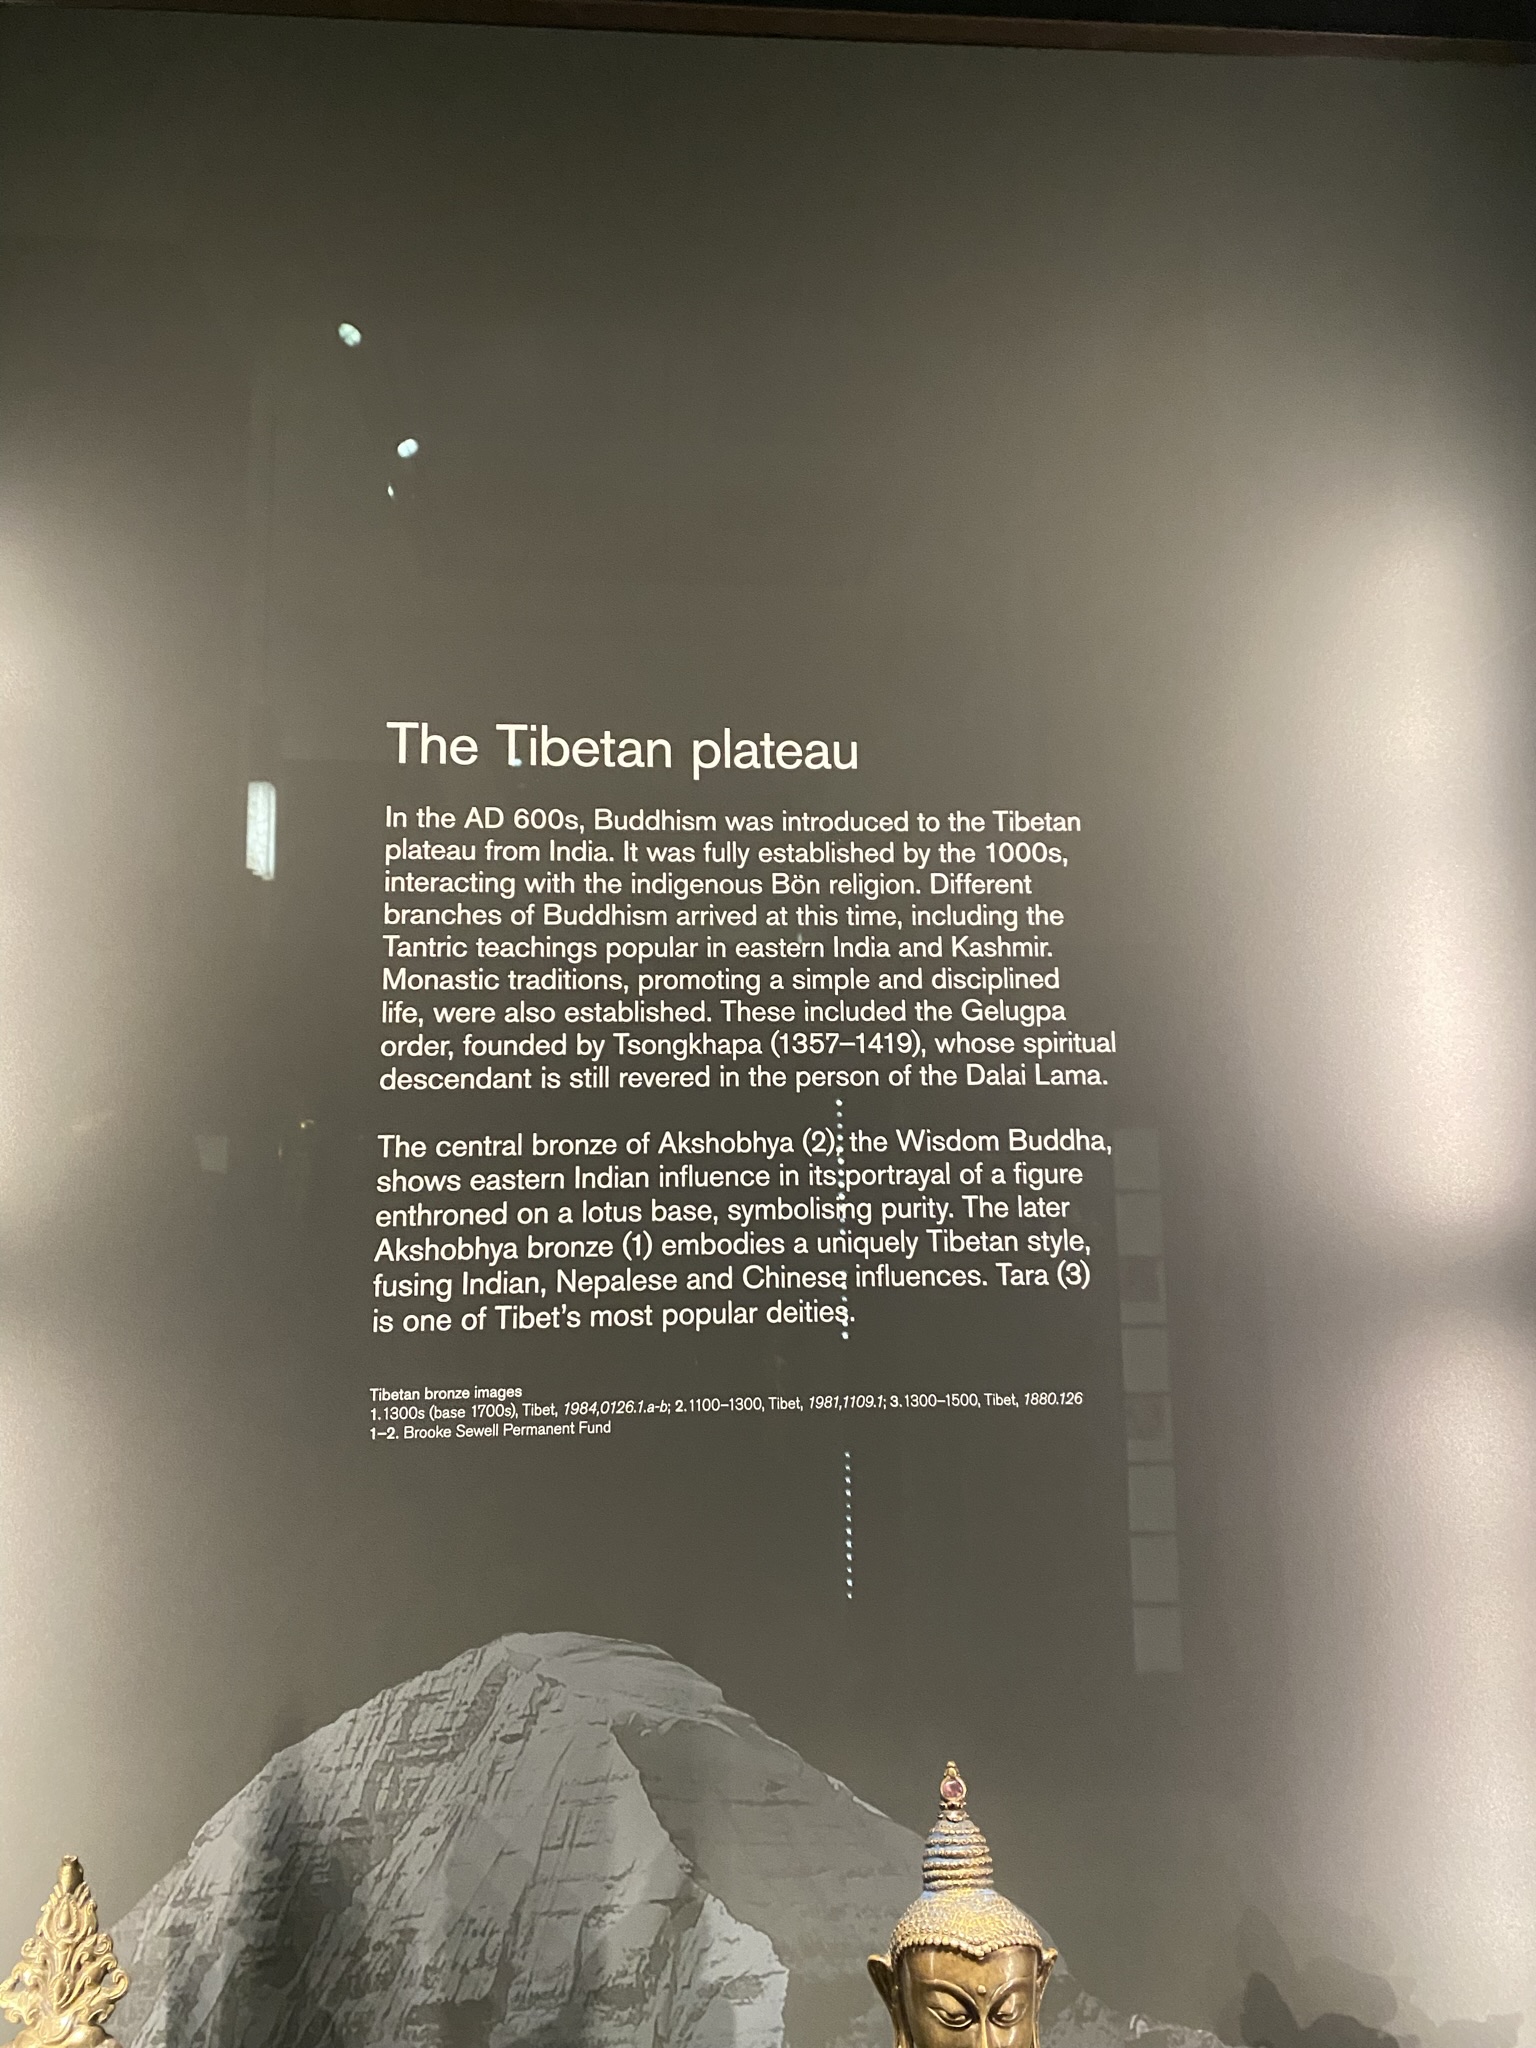 The Tibetan plateau
In the AD 600s, Buddhism was introduced to the Tibetan
plateau from India. It was fully established by the 1000s,
interacting with the indigenous Bön religion. Different
branches of Buddhism arrived at this time, including the
Tantric teachings popular in eastern India and Kashmir.
Monastic traditions, promoting a simple and disciplined
life, were also established. These included the Gelugpa
order, founded by Tsongkhapa (1357–1419), whose spiritual
descendant is still revered in the person of the Dalai Lama.
The central bronze of Akshobhya (2), the Wisdom Buddha,
shows eastern Indian influence in its portrayal of a figure
enthroned on a lotus base, symbolising purity. The later
Akshobhya bronze (1) embodies a uniquely Tibetan style,
fusing Indian, Nepalese and Chinese influences. Tara (3)
is one of Tibet's most popular deities.
Tibetan bronze images
1. 1300s (base 1700s), Tibet, 1984,0126.1.a-b; 2. 1100–1300, Tibet, 1981,1109.1; 3. 1300–1500, Tibet, 1880.126
1–2. Brooke Sewell Permanent Fund